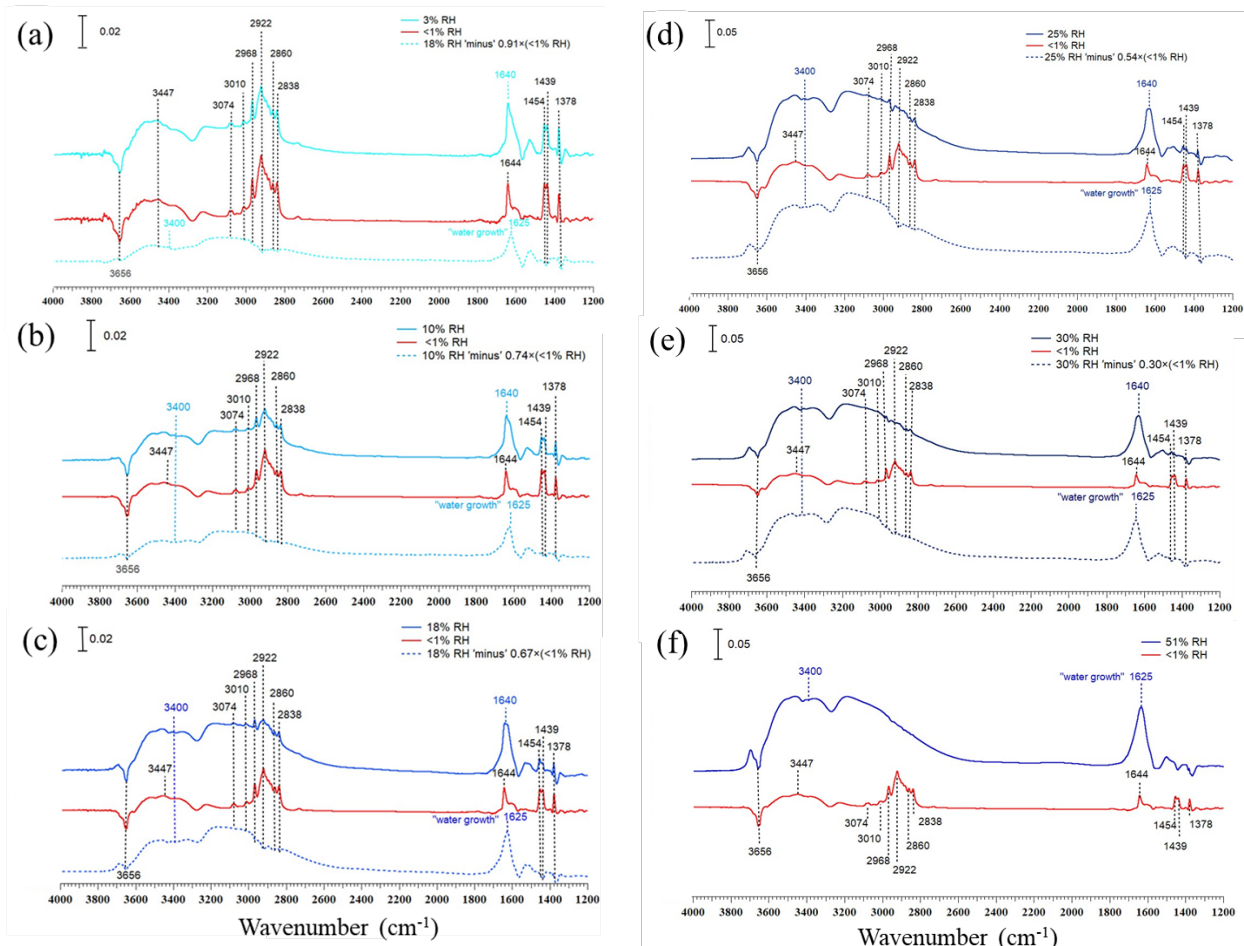 (a)
0.02
3% RH
<1% RH
18% RH 'minus' 0.91×(<1% RH)
2922
2968
2860
3010
2838
3074
3447
1640
1439
1454
1378
1644
3400
"water growth" 1625
3656
4000 3800 3600 3400 3200 3000 2800 2600 2400 2200 2000 1800 1600 1400 1200
(b)
0.02
10% RH
<1% RH
10% RH 'minus' 0.74×(<1% RH)
2922
2968
2860
3010
2838
3074
3400
3447
1640
1439
1454
1378
1644
"water growth" 1625
3656
4000 3800 3600 3400 3200 3000 2800 2600 2400 2200 2000 1800 1600 1400 1200
(c)
0.02
18% RH
<1% RH
18% RH 'minus' 0.67×(<1% RH)
2922
2968
2860
3010
2838
3074
3400
3447
1640
1439
1454
1378
1644
"water growth" 1625
3656
4000 3800 3600 3400 3200 3000 2800 2600 2400 2200 2000 1800 1600 1400 1200
Wavenumber (cm-1)
(d)
0.05
25% RH
<1% RH
25% RH 'minus' 0.54×(<1% RH)
2968
2922
3010
2860
3074
2838
3400
3447
1640
1439
1454
1378
1644
"water growth" 1625
3656
4000 3800 3600 3400 3200 3000 2800 2600 2400 2200 2000 1800 1600 1400 1200
(e)
0.05
30% RH
<1% RH
30% RH 'minus' 0.30×(<1% RH)
2922
2968
2860
3010
2838
3074
3400
3447
1640
1439
1454
1378
1644
"water growth" 1625
3656
4000 3800 3600 3400 3200 3000 2800 2600 2400 2200 2000 1800 1600 1400 1200
(f)
0.05
51% RH
<1% RH
3400
"water growth" 1625
3447
1644
3074
3010
2968
2922
2860
2838
1454
1439
1378
3656
4000 3800 3600 3400 3200 3000 2800 2600 2400 2200 2000 1800 1600 1400 1200
Wavenumber (cm-1)